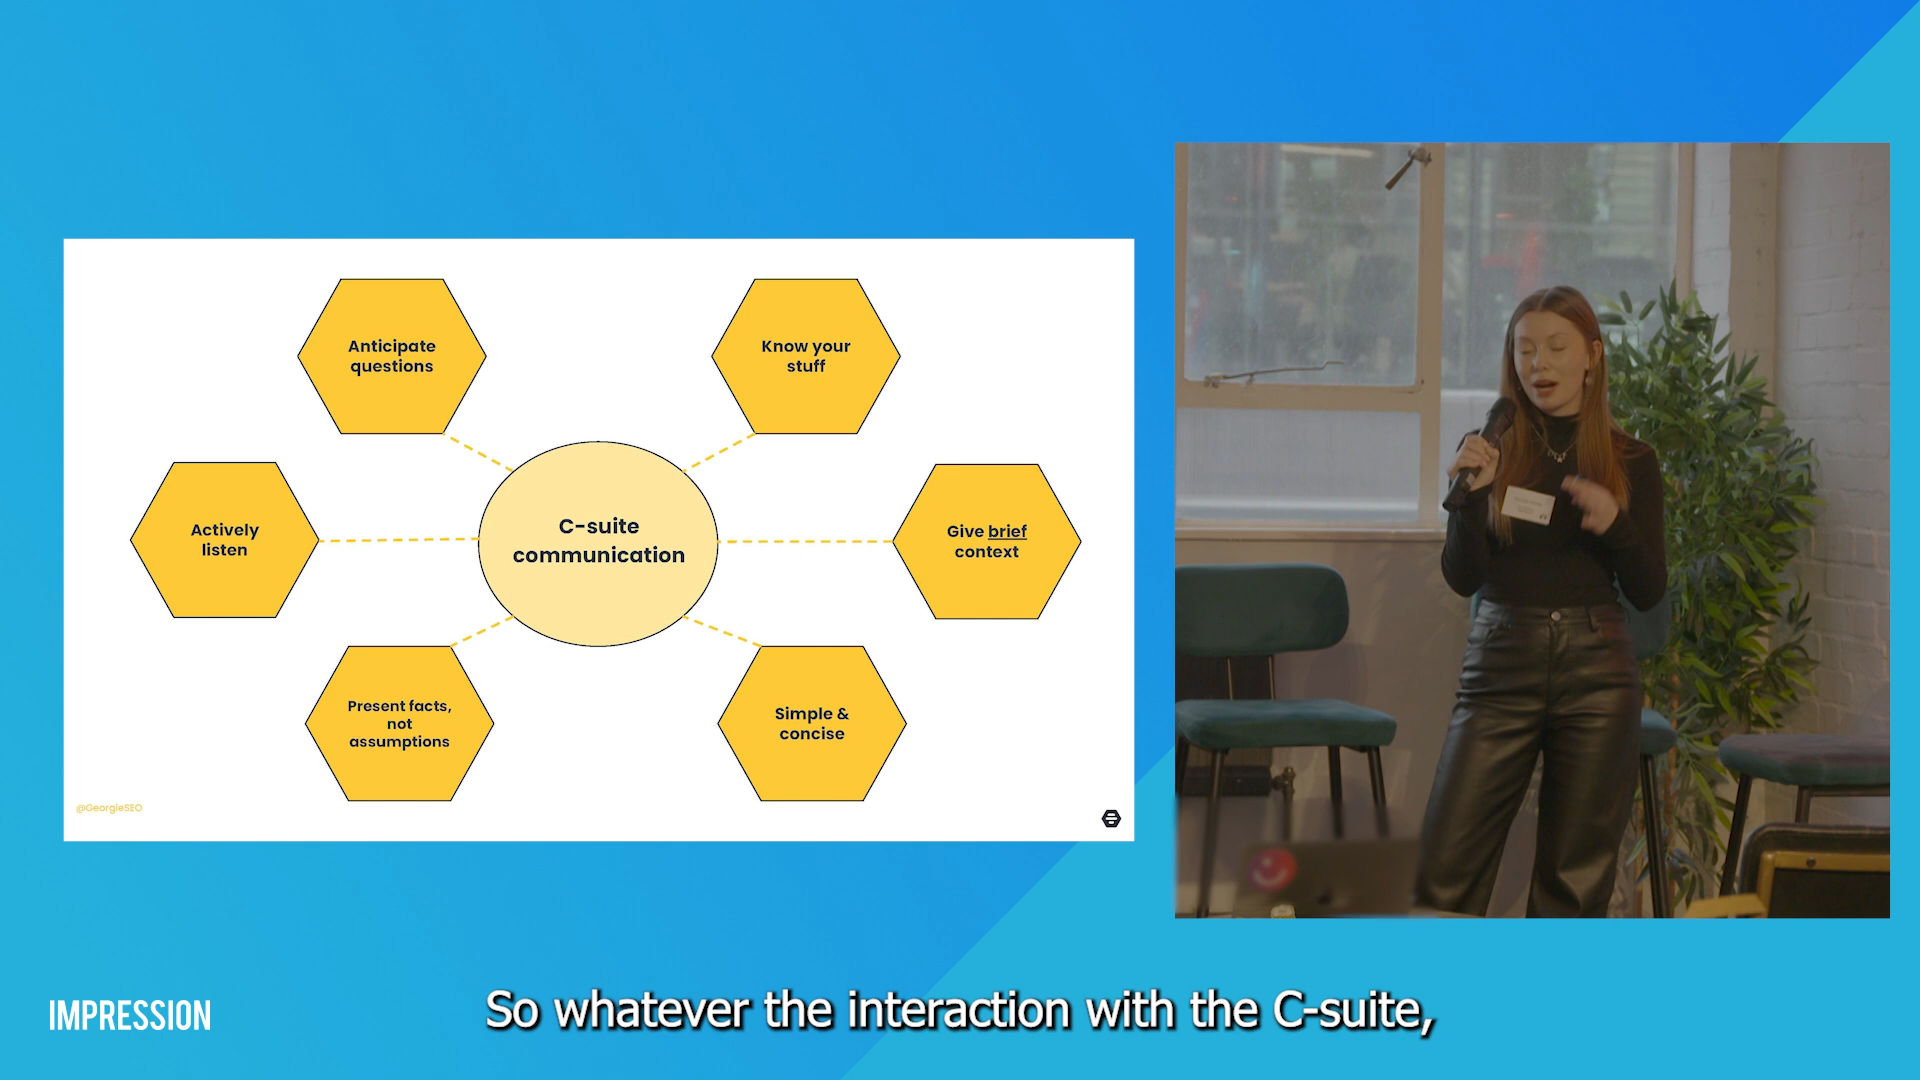 Anticipate
questions
Know your
stuff
Actively
listen
C-suite
communication
Give brief
context
Present facts,
not
assumptions
Simple &
concise
@GeorgieSEO
IMPRESSION
So whatever the interaction with the C-suite,